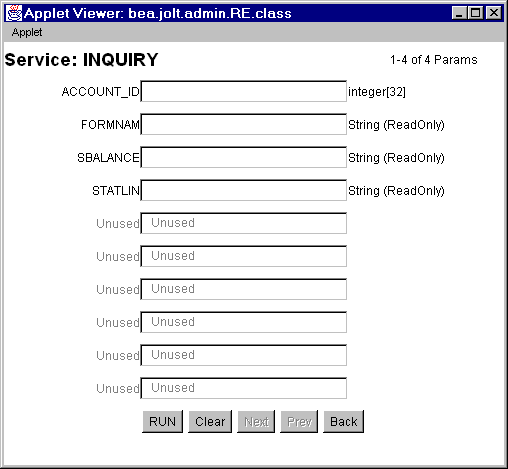 Applet Viewer: bea.jolt.admin.RE.class
Applet
Service: INQUIRY 1-4 of 4 Params
ACCOUNT_ID integer[32]
FORMNAM String (ReadOnly)
SBALANCE String (ReadOnly)
STATLIN String (ReadOnly)
Unused Unused
Unused Unused
Unused Unused
Unused Unused
Unused Unused
Unused Unused
RUN Clear Next Prev Back